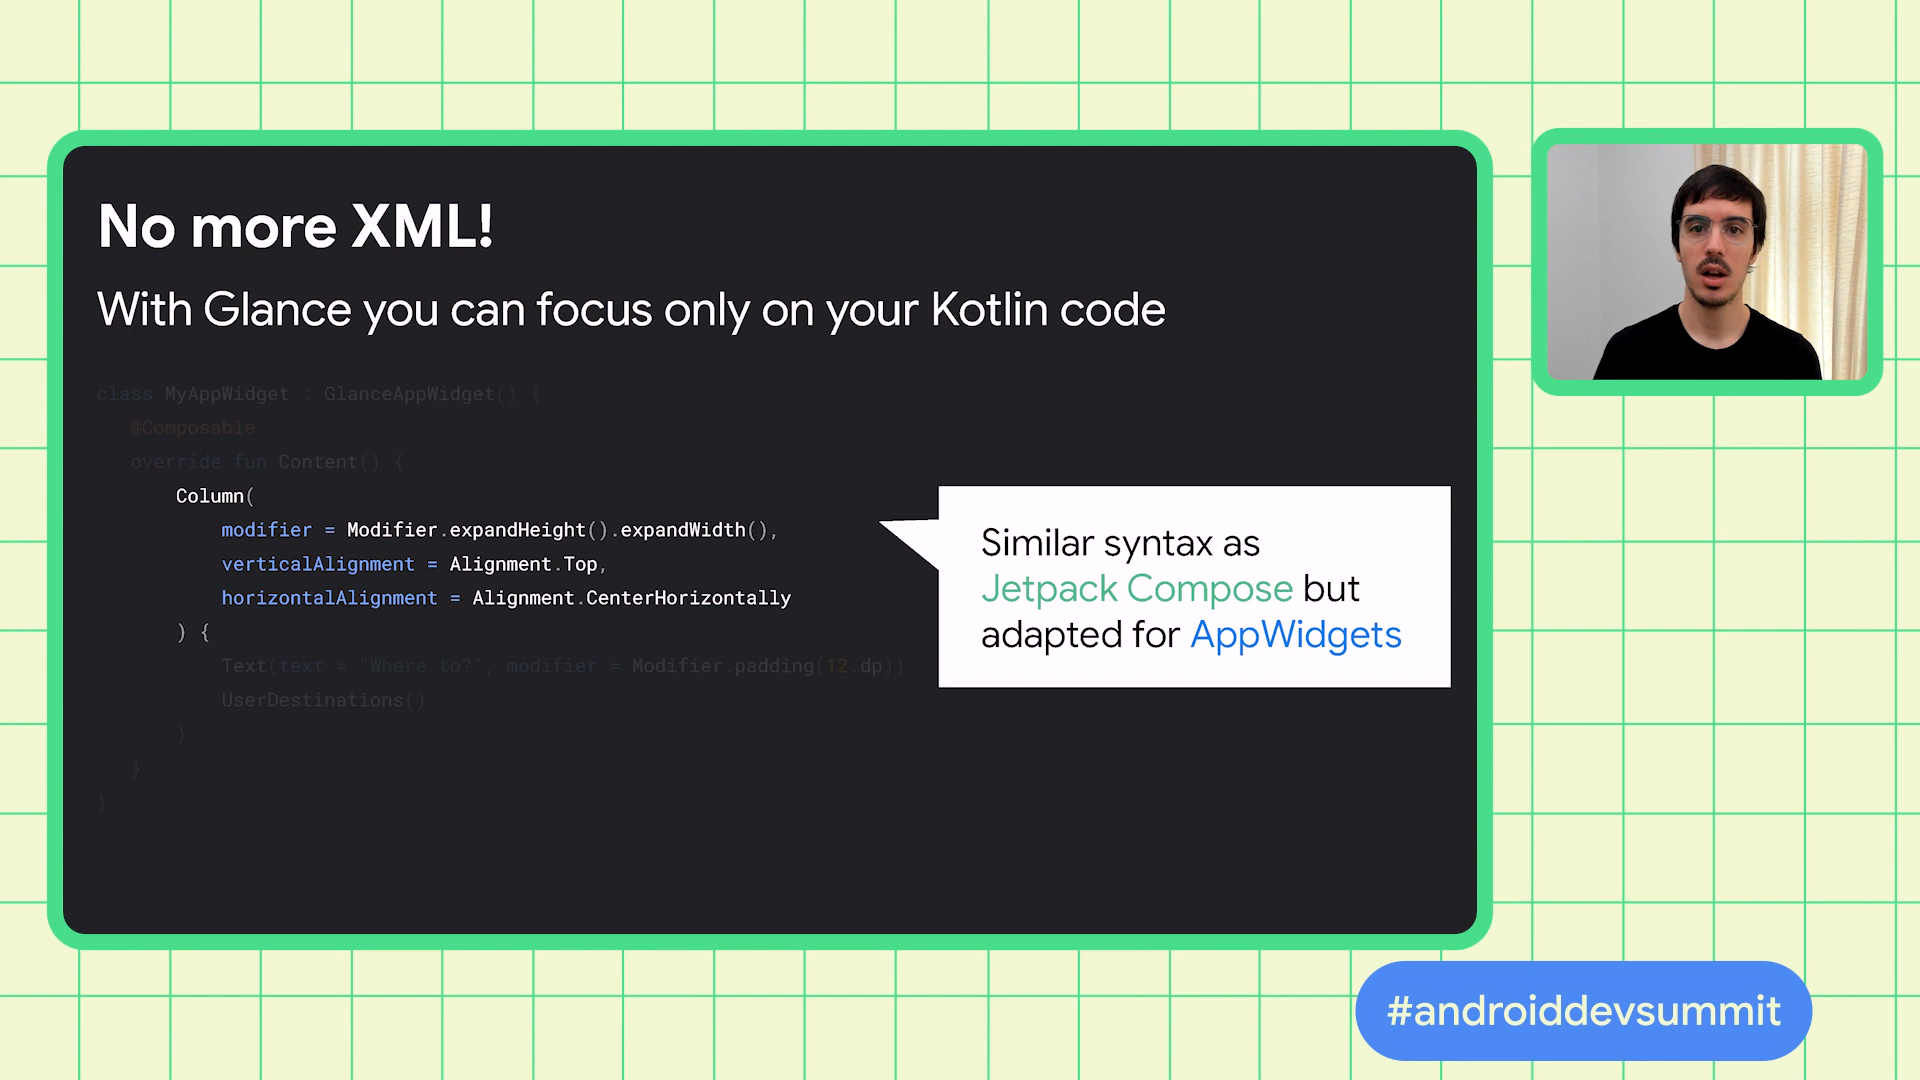 No more XML!
With Glance you can focus only on your Kotlin code
class MyAppWidget : GlanceAppWidget() {
@Composable
override fun Content() {
Column(
modifier = Modifier.expandHeight().expandWidth(),
verticalAlignment = Alignment.Top,
horizontalAlignment = Alignment.CenterHorizontally
) {
Text(text = "Where to?", modifier = Modifier.padding(12.dp))
UserDestinations()
}
}
}
Similar syntax as
Jetpack Compose but
adapted for AppWidgets
#androiddevsummit